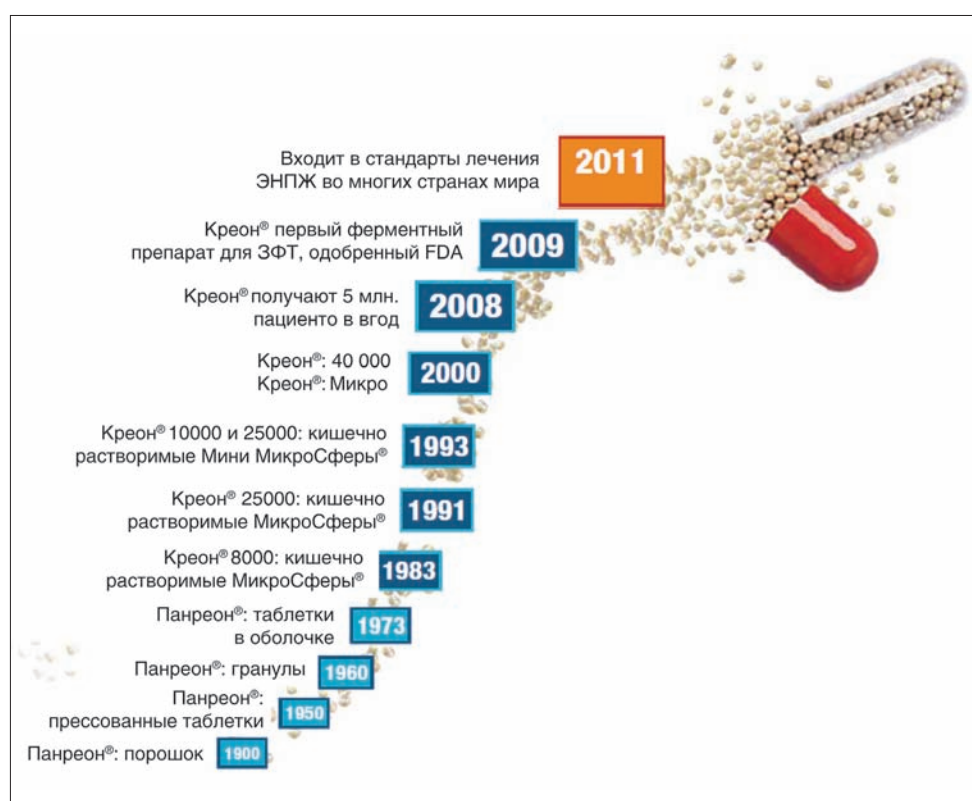 Входит в стандарты лечения
ЭНПЖ во многих странах мира
2011
Креон® первый ферментный
препарат для ЗФТ, одобренный FDA
2009
Креон® получают 5 млн.
пациенто в вгод
2008
Креон®: 40 000
Креон®: Микро
2000
Креон® 10000 и 25000: кишечно
растворимые Мини МикроСферы®
1993
Креон® 25000: кишечно
растворимые МикроСферы®
1991
Креон® 8000: кишечно
растворимые МикроСферы®
1983
Панреон®: таблетки
в оболочке
1973
Панреон®: гранулы
1960
Панреон®:
прессованные таблетки
1950
Панреон®: порошок
1900